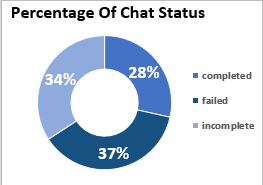 Percentage Of Chat Status
34%
28%
37%
completed
failed
incomplete